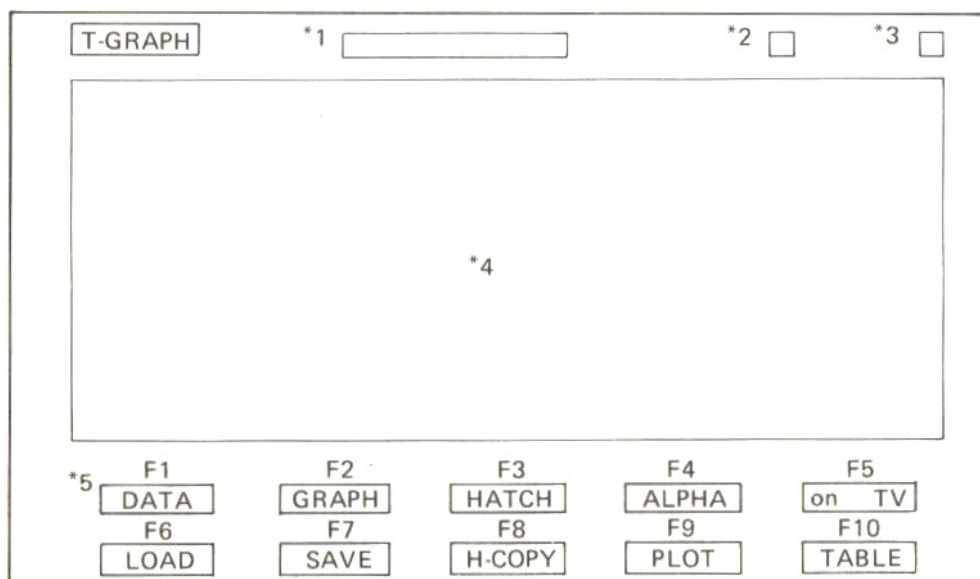 T-GRAPH *1 *2 *3
*4
F1 F2 F3 F4 F5
*5 DATA GRAPH HATCH ALPHA on TV
F6 F7 F8 F9 F10
LOAD SAVE H-COPY PLOT TABLE